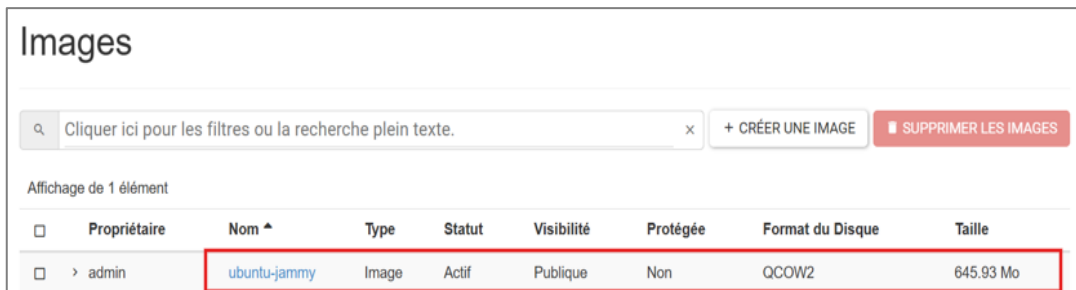 Images
Cliquer ici pour les filtres ou la recherche plein texte. × + CRÉER UNE IMAGE SUPPRIMER LES IMAGES
Affichage de 1 élément
Propriétaire Nom Type Statut Visibilité Protégée Format du Disque Taille
> admin ubuntu-jammy Image Actif Publique Non QCOW2 645.93 Mo